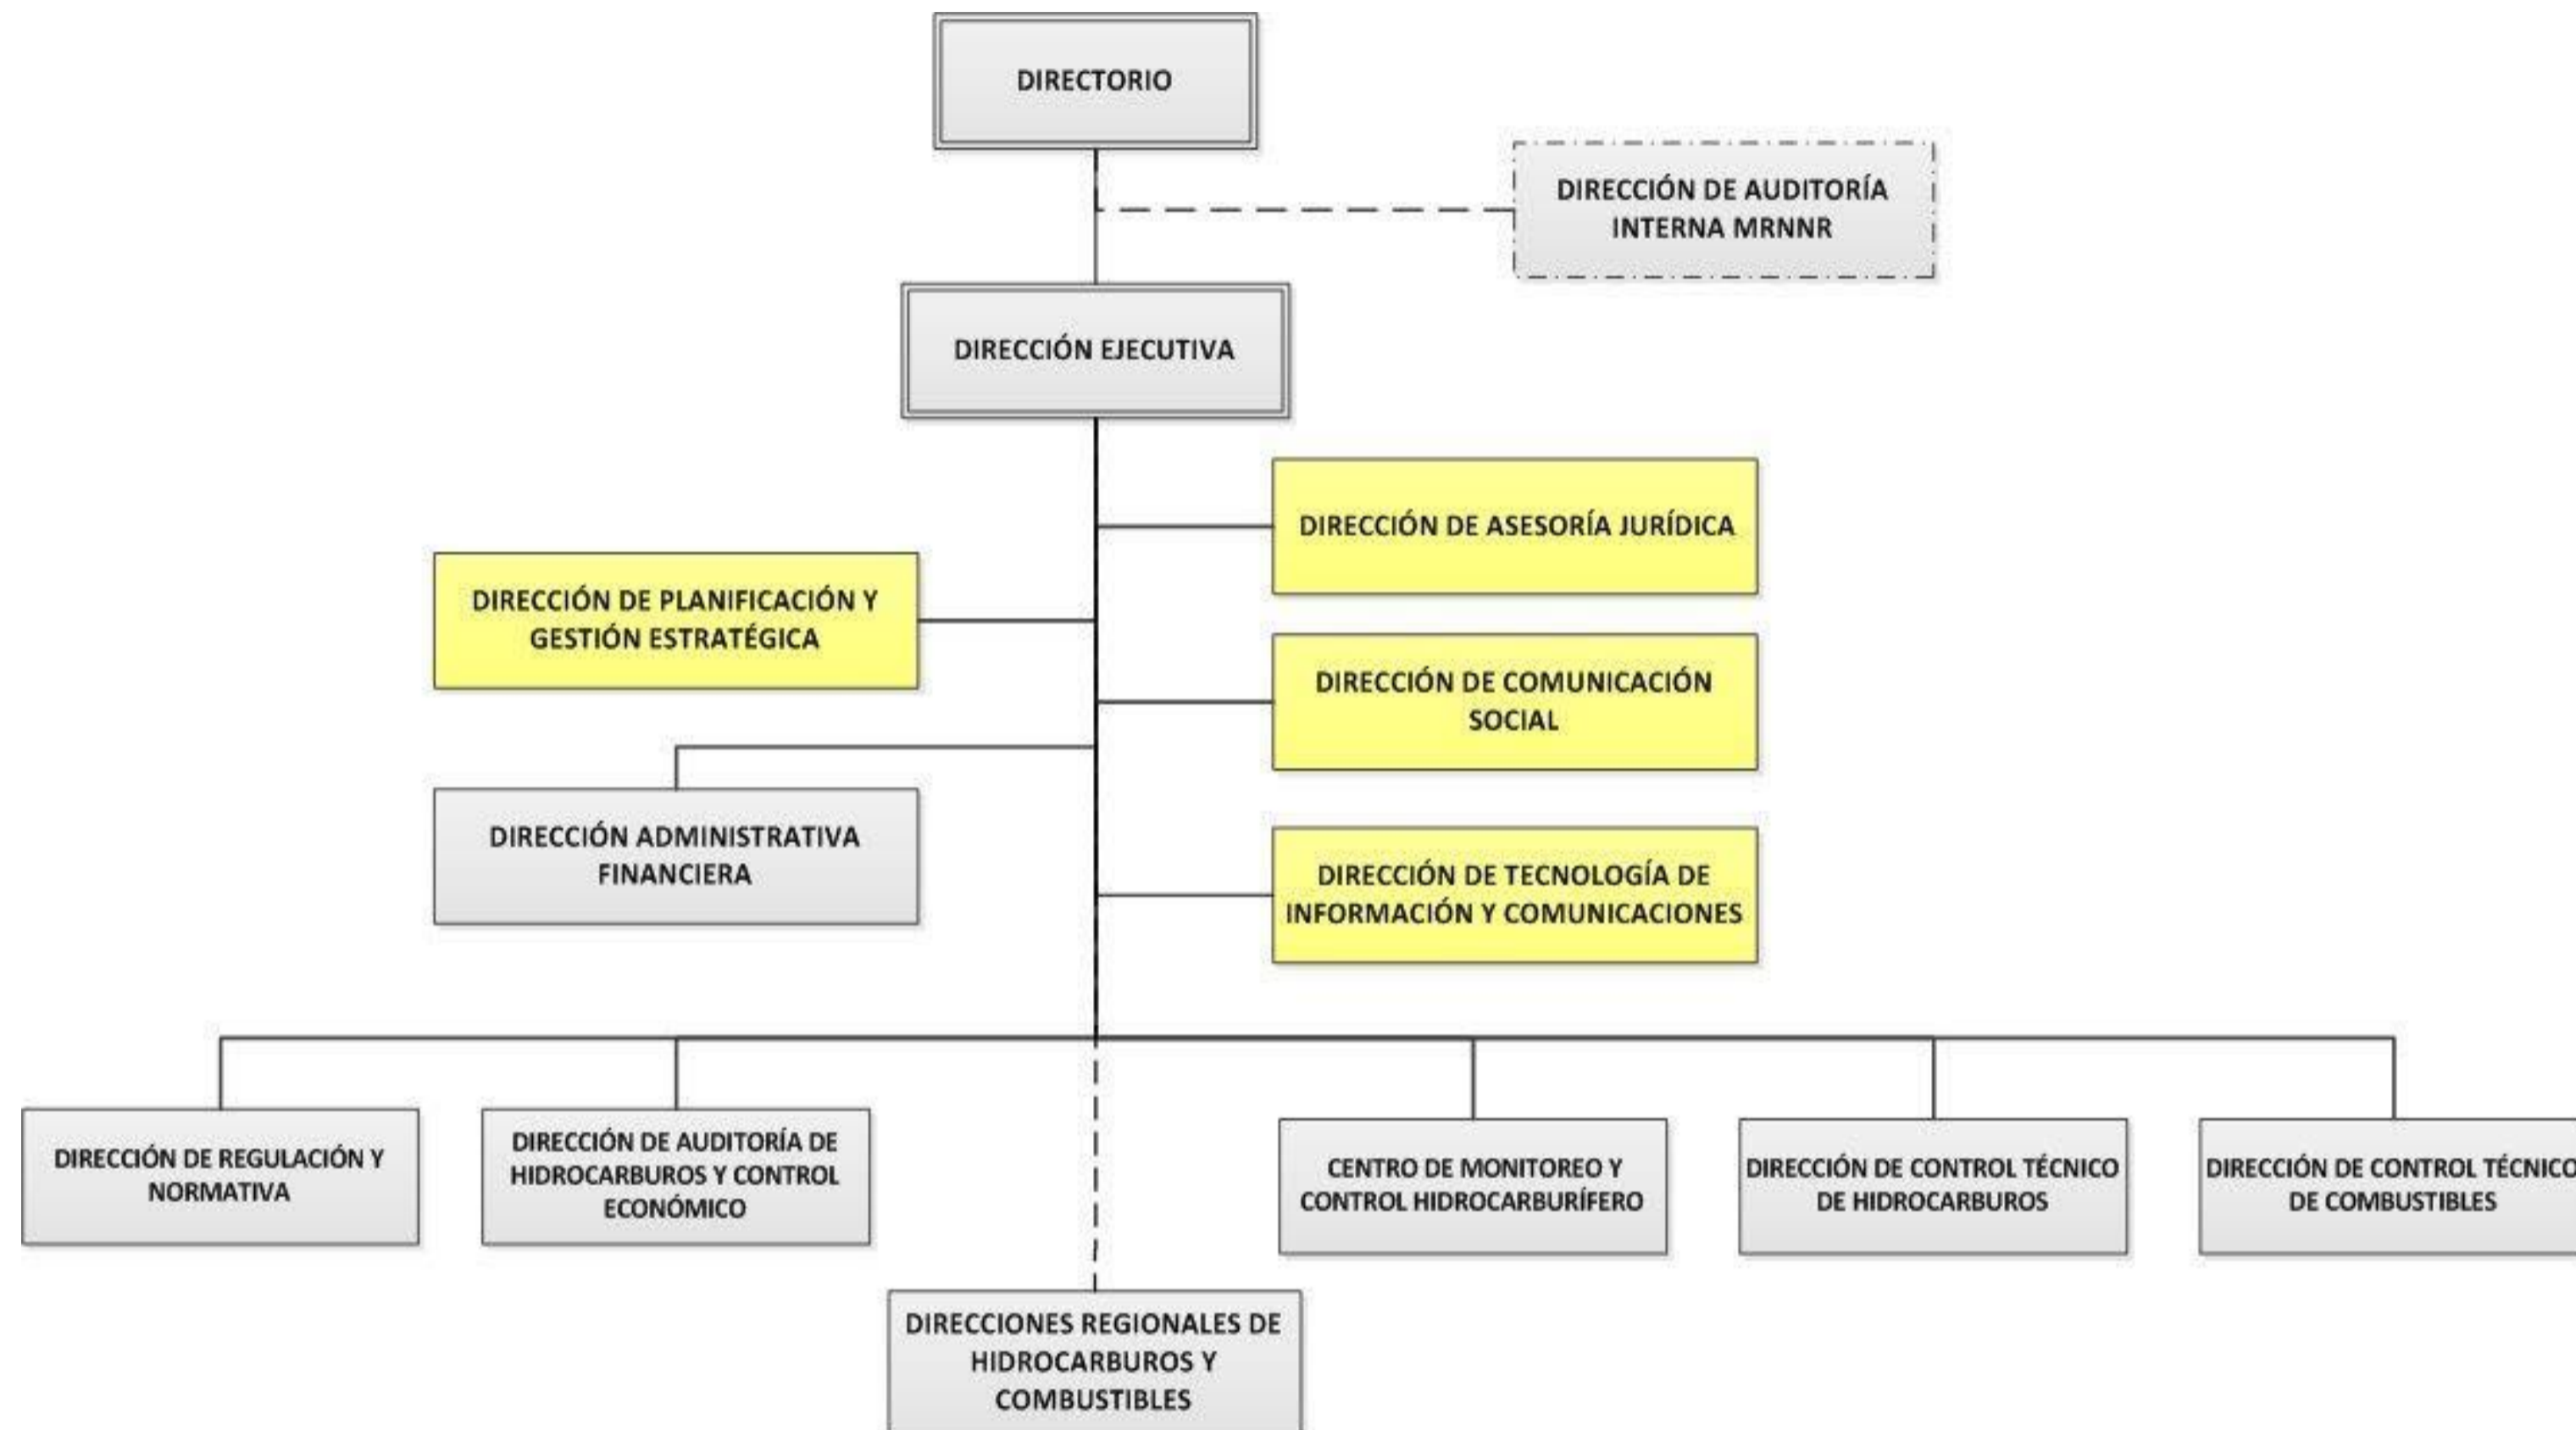 DIRECTORIO
DIRECCIÓN DE AUDITORÍA
INTERNA MRNNR
DIRECCIÓN EJECUTIVA
DIRECCIÓN DE ASESORÍA JURÍDICA
DIRECCIÓN DE PLANIFICACIÓN Y
GESTIÓN ESTRATÉGICA
DIRECCIÓN DE COMUNICACIÓN
SOCIAL
DIRECCIÓN ADMINISTRATIVA
FINANCIERA
DIRECCIÓN DE TECNOLOGÍA DE
INFORMACIÓN Y COMUNICACIONES
DIRECCIÓN DE REGULACIÓN Y
NORMATIVA
DIRECCIÓN DE AUDITORÍA DE
HIDROCARBUROS Y CONTROL
ECONÓMICO
CENTRO DE MONITOREO Y
CONTROL HIDROCARBURÍFERO
DIRECCIÓN DE CONTROL TÉCNICO
DE HIDROCARBUROS
DIRECCIÓN DE CONTROL TÉCNICO
DE COMBUSTIBLES
DIRECCIONES REGIONALES DE
HIDROCARBUROS Y
COMBUSTIBLES